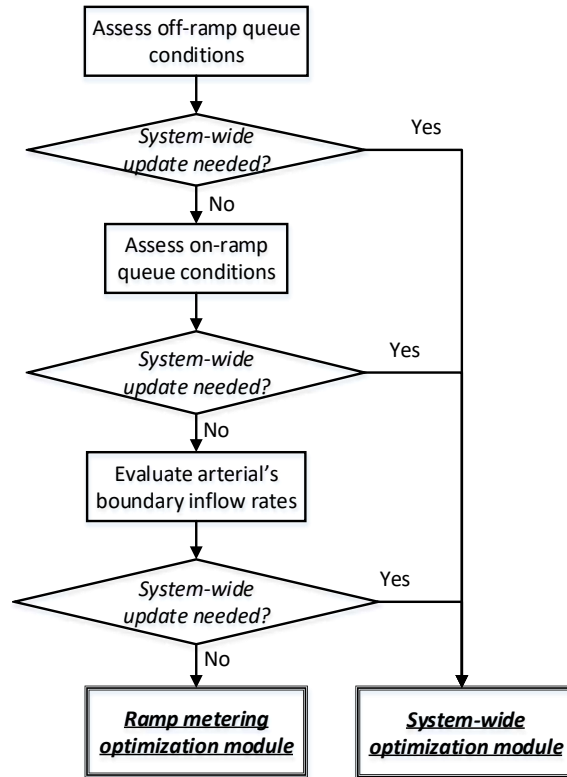 Assess off-ramp queue
conditions
System-wide
update needed?
Yes
No
Assess on-ramp
queue conditions
System-wide
update needed?
Yes
No
Evaluate arterial's
boundary inflow rates
System-wide
update needed?
Yes
No
Ramp metering
optimization module
System-wide
optimization module